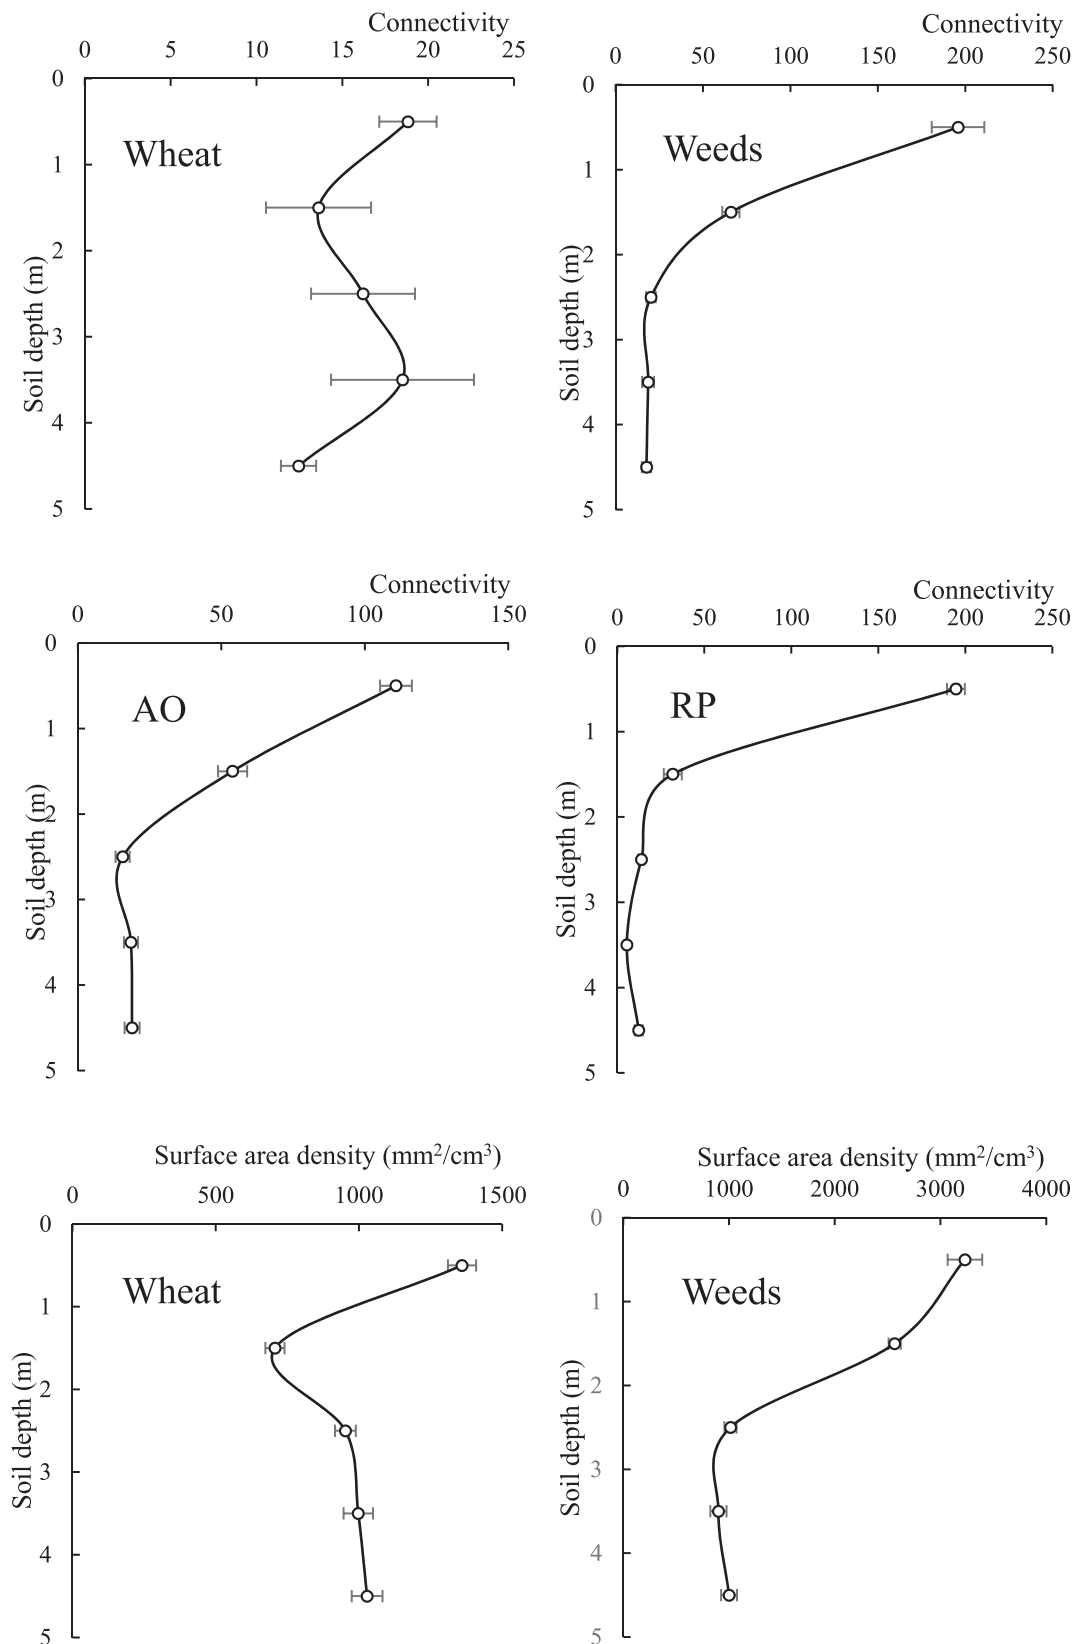 Connectivity
0 5 10 15 20 25
0
1
2
3
4
5
Soil depth (m)
Wheat
Connectivity
0 50 100 150 200 250
0
1
2
3
4
5
Soil depth (m)
Weeds
Connectivity
0 50 100 150
0
1
2
3
4
5
Soil depth (m)
AO
Connectivity
0 50 100 150 200 250
0
1
2
3
4
5
Soil depth (m)
RP
Surface area density (mm²/cm³)
0 500 1000 1500
0
1
2
3
4
5
Soil depth (m)
Wheat
Surface area density (mm²/cm³)
0 1000 2000 3000 4000
0
1
2
3
4
5
Soil depth (m)
Weeds